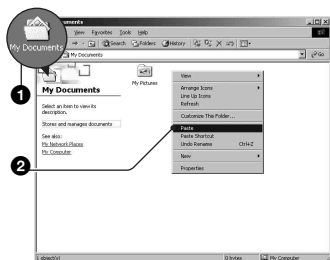 My Documents
View Favorites Tools Help
Search Folders History
My Documents
Go
1
My Documents
Select an item to view its
description.
Stores and manages documents
See also:
My Network Places
My Computer
My Pictures
View
Arrange Icons
Line Up Icons
Refresh
Customize This Folder...
Paste
Paste Shortcut
Undo Rename Ctrl+Z
New
Properties
2
1 object(s) 0 bytes My Computer